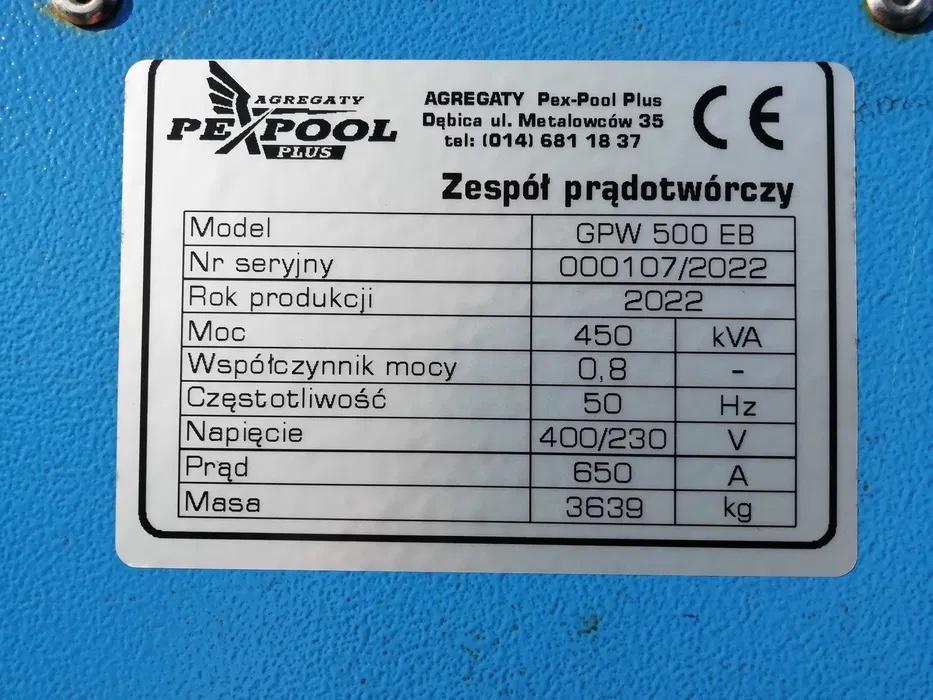 AGREGATY
PEXPOOL
PLUS
AGREGATY Pex-Pool Plus
Dębica ul. Metalowców 35
tel: (014) 681 18 37
CE
Zespół prądotwórczy
Model GPW 500 EB
Nr seryjny 000107/2022
Rok produkcji 2022
Moc 450 kVA
Współczynnik mocy 0,8 -
Częstotliwość 50 Hz
Napięcie 400/230 V
Prąd 650 A
Masa 3639 kg